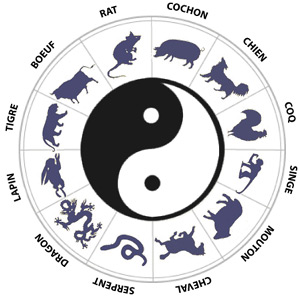 RAT
COCHON
CHIEN
COQ
SINGE
MOUTON
CHEVAL
SERPENT
DRAGON
LAPIN
TIGRE
BOEUF